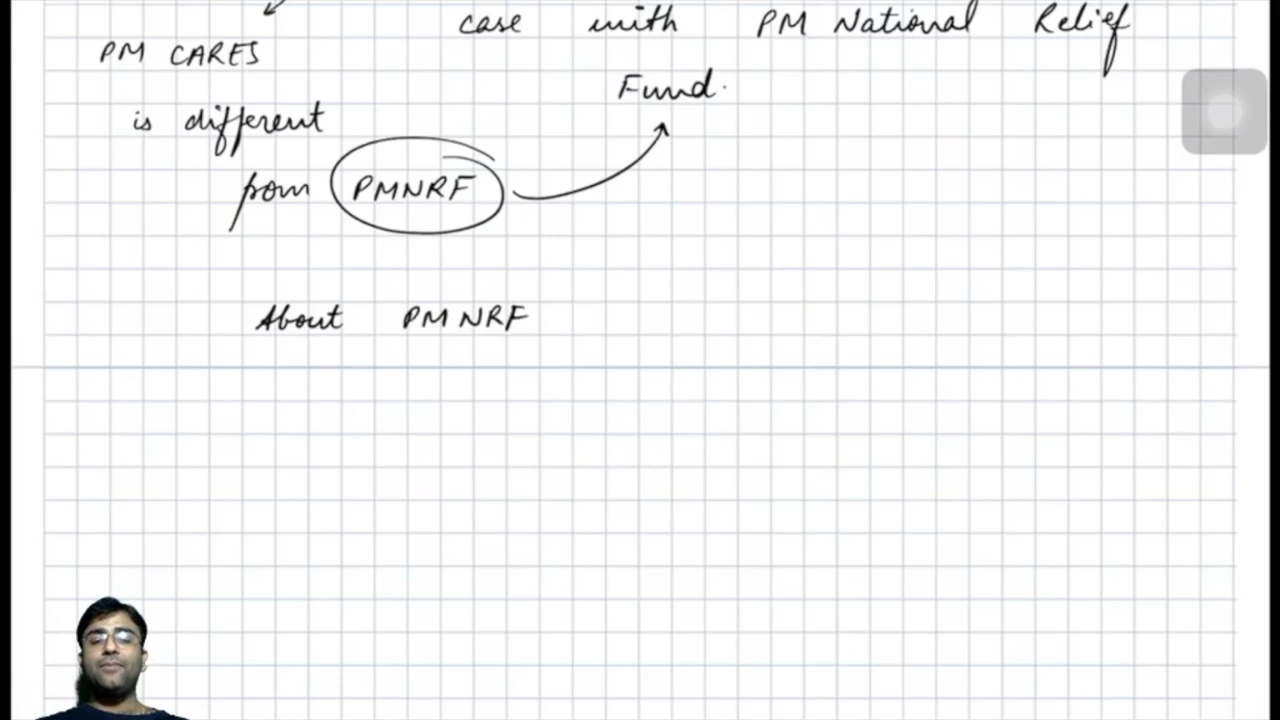 case with PM National Relief
Fund.
PM CARES
is different
from PMNRF
About PMNRF